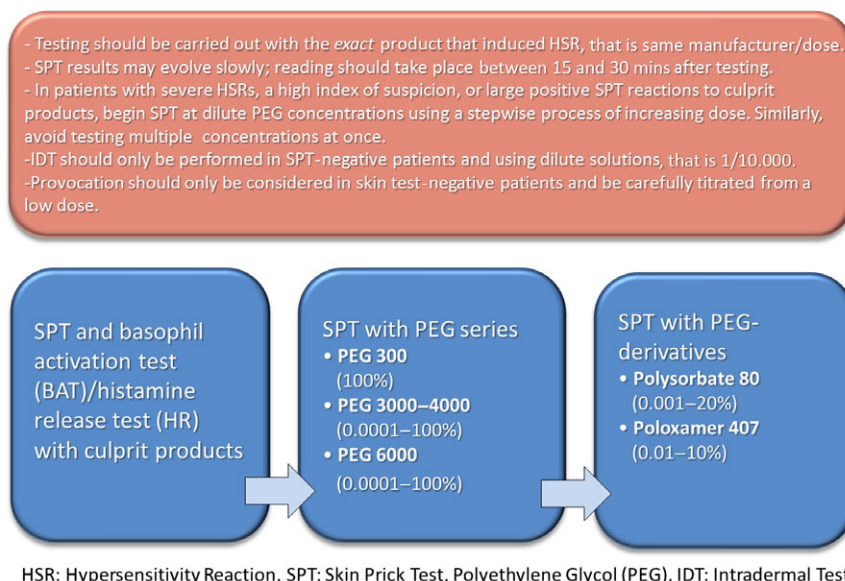 - Testing should be carried out with the exact product that induced HSR, that is same manufacturer/dose.
- SPT results may evolve slowly; reading should take place between 15 and 30 mins after testing.
- In patients with severe HSRs, a high index of suspicion, or large positive SPT reactions to culprit
products, begin SPT at dilute PEG concentrations using a stepwise process of increasing dose. Similarly,
avoid testing multiple concentrations at once.
-IDT should only be performed in SPT-negative patients and using dilute solutions, that is 1/10.000.
-Provocation should only be considered in skin test-negative patients and be carefully titrated from a
low dose.
SPT and basophil
activation test
(BAT)/histamine
release test (HR)
with culprit products
SPT with PEG series
• PEG 300
(100%)
• PEG 3000–4000
(0.0001–100%)
• PEG 6000
(0.0001–100%)
SPT with PEG-
derivatives
• Polysorbate 80
(0.001–20%)
• Poloxamer 407
(0.01–10%)
HSR: Hypersensitivity Reaction, SPT: Skin Prick Test, Polyethylene Glycol (PEG), IDT: Intradermal Test